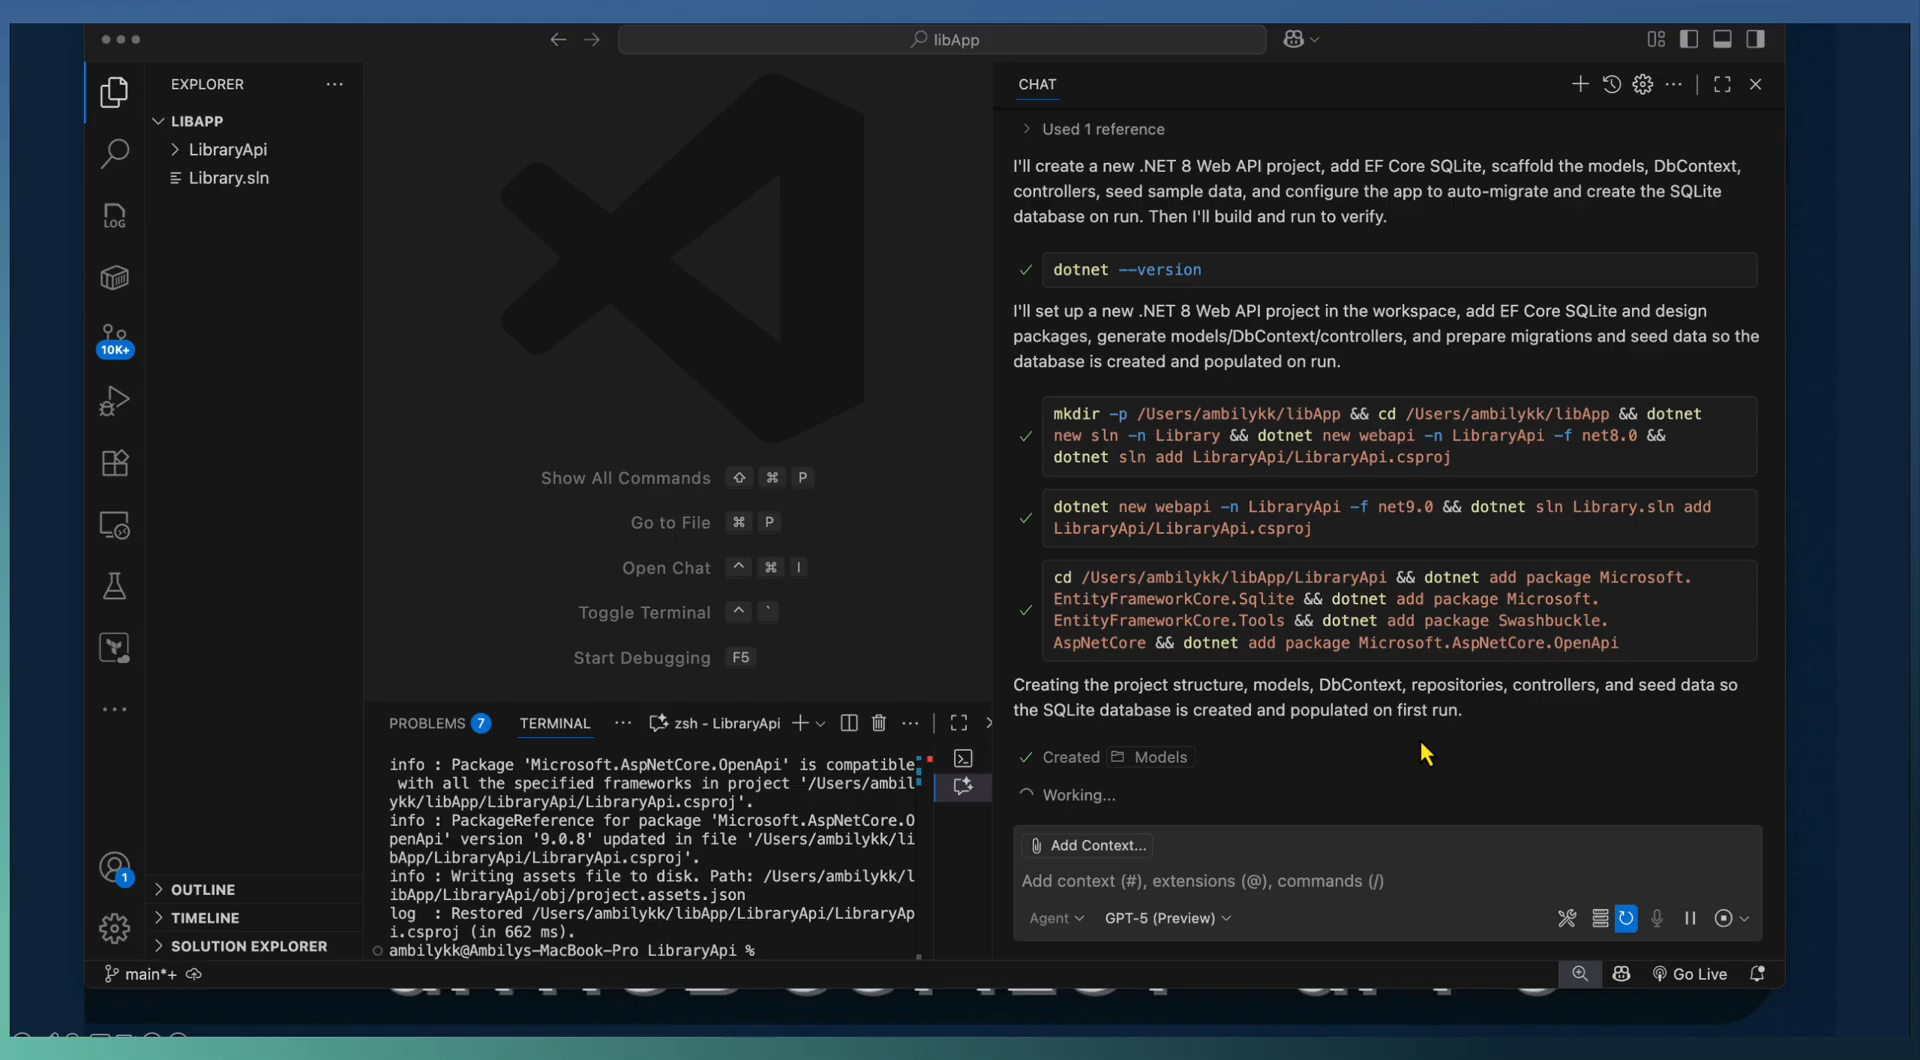 libApp
EXPLORER
LIBAPP
LibraryApi
Library.sln
LOG
10K+
1
OUTLINE
TIMELINE
SOLUTION EXPLORER
Show All Commands ⇧ ⌘ P
Go to File ⌘ P
Open Chat ^ ⌘ I
Toggle Terminal ^ `
Start Debugging F5
PROBLEMS 7 TERMINAL ··· zsh - LibraryApi
info : Package 'Microsoft.AspNetCore.OpenApi' is compatible
with all the specified frameworks in project '/Users/ambil
ykk/libApp/LibraryApi/LibraryApi.csproj'.
info : PackageReference for package 'Microsoft.AspNetCore.O
penApi' version '9.0.8' updated in file '/Users/ambilykk/li
bApp/LibraryApi/LibraryApi.csproj'.
info : Writing assets file to disk. Path: /Users/ambilykk/l
ibApp/LibraryApi/obj/project.assets.json
log  : Restored /Users/ambilykk/libApp/LibraryApi/LibraryAp
i.csproj (in 662 ms).
ambilykk@Ambilys-MacBook-Pro LibraryApi %
CHAT
Used 1 reference
I'll create a new .NET 8 Web API project, add EF Core SQLite, scaffold the models, DbContext,
controllers, seed sample data, and configure the app to auto-migrate and create the SQLite
database on run. Then I'll build and run to verify.
dotnet --version
I'll set up a new .NET 8 Web API project in the workspace, add EF Core SQLite and design
packages, generate models/DbContext/controllers, and prepare migrations and seed data so the
database is created and populated on run.
mkdir -p /Users/ambilykk/libApp && cd /Users/ambilykk/libApp && dotnet
new sln -n Library && dotnet new webapi -n LibraryApi -f net8.0 &&
dotnet sln add LibraryApi/LibraryApi.csproj
dotnet new webapi -n LibraryApi -f net9.0 && dotnet sln Library.sln add
LibraryApi/LibraryApi.csproj
cd /Users/ambilykk/libApp/LibraryApi && dotnet add package Microsoft.
EntityFrameworkCore.Sqlite && dotnet add package Microsoft.
EntityFrameworkCore.Tools && dotnet add package Swashbuckle.
AspNetCore && dotnet add package Microsoft.AspNetCore.OpenApi
Creating the project structure, models, DbContext, repositories, controllers, and seed data so
the SQLite database is created and populated on first run.
Created Models
Working...
Add Context...
Add context (#), extensions (@), commands (/)
Agent GPT-5 (Preview)
main*+
Go Live